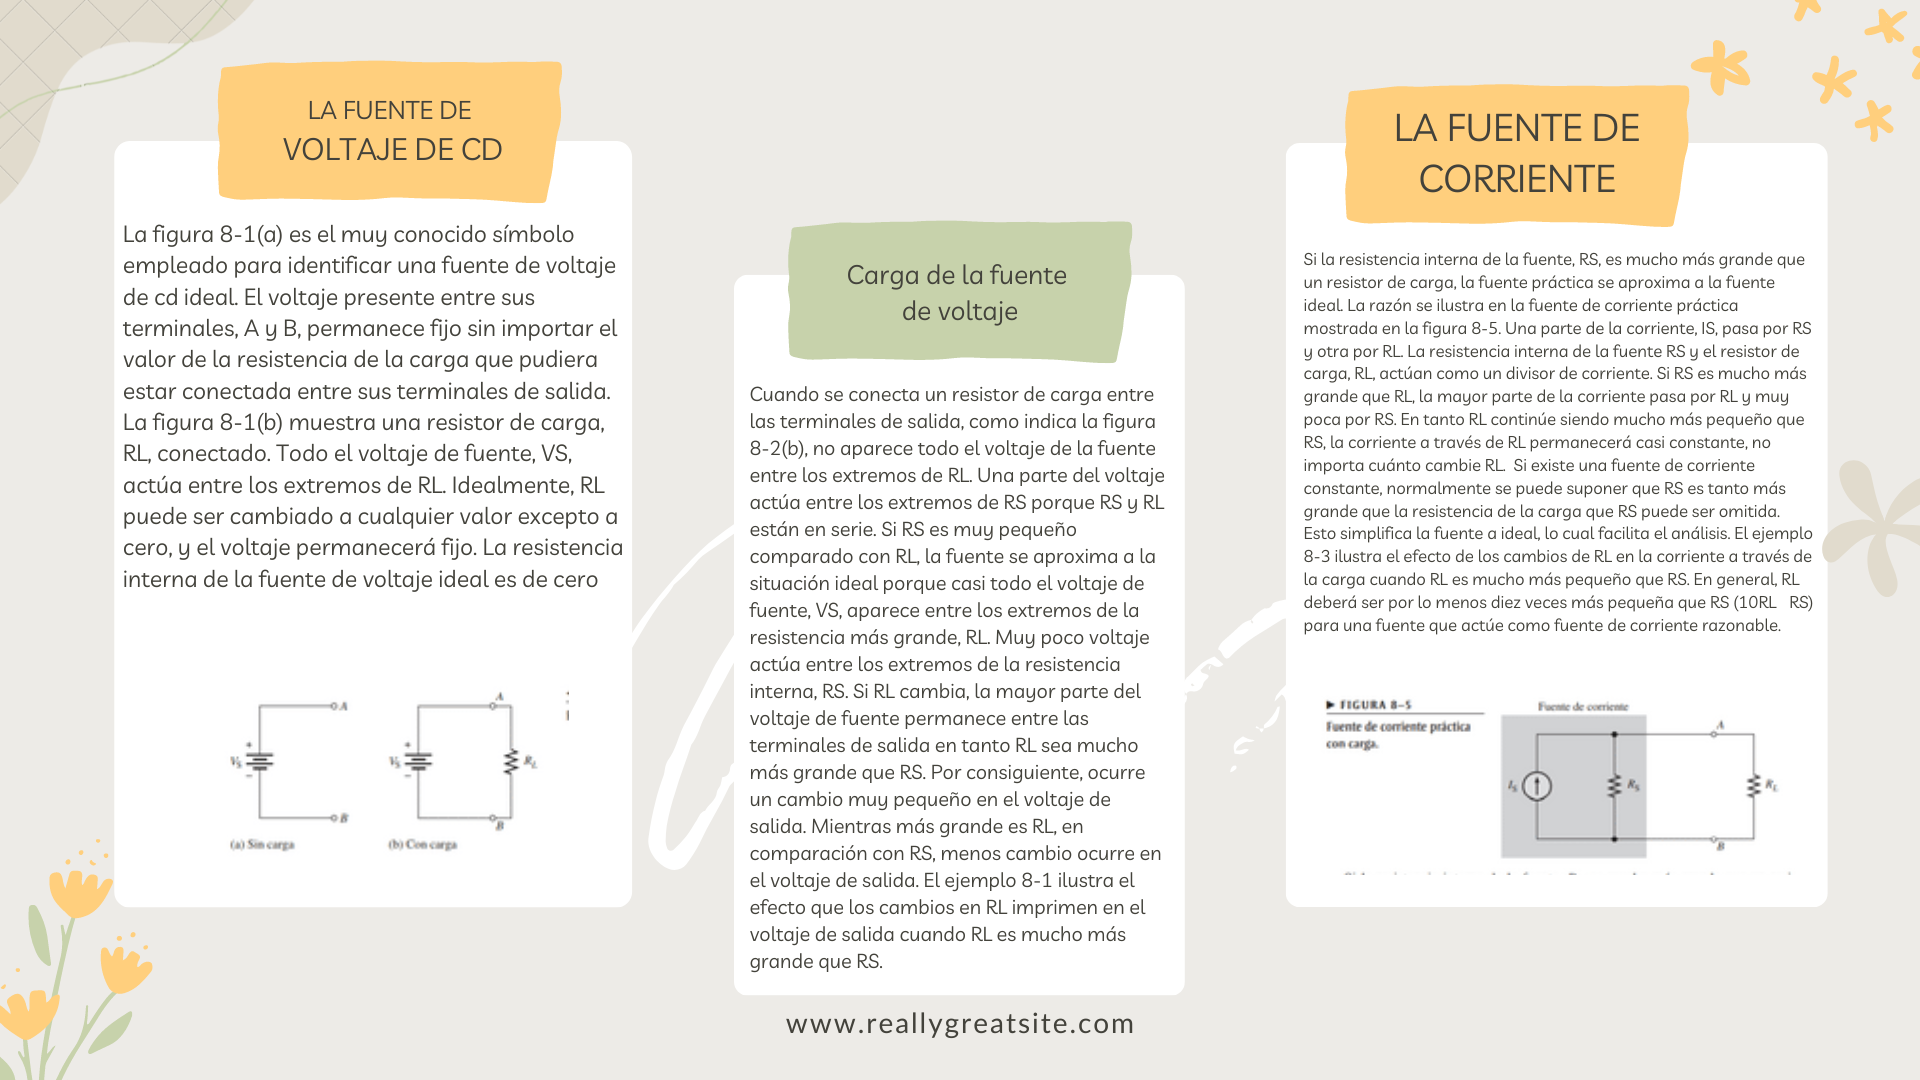 LA FUENTE DE
VOLTAJE DE CD
La figura 8-1(a) es el muy conocido símbolo
empleado para identificar una fuente de voltaje
de cd ideal. El voltaje presente entre sus
terminales, A y B, permanece fijo sin importar el
valor de la resistencia de la carga que pudiera
estar conectada entre sus terminales de salida.
La figura 8-1(b) muestra una resistor de carga,
RL, conectado. Todo el voltaje de fuente, VS,
actúa entre los extremos de RL. Idealmente, RL
puede ser cambiado a cualquier valor excepto a
cero, y el voltaje permanecerá fijo. La resistencia
interna de la fuente de voltaje ideal es de cero
A
+
VS
−
B
(a) Sin carga
A
+
VS
−
RL
B
(b) Con carga
Carga de la fuente
de voltaje
Cuando se conecta un resistor de carga entre
las terminales de salida, como indica la figura
8-2(b), no aparece todo el voltaje de la fuente
entre los extremos de RL. Una parte del voltaje
actúa entre los extremos de RS porque RS y RL
están en serie. Si RS es muy pequeño
comparado con RL, la fuente se aproxima a la
situación ideal porque casi todo el voltaje de
fuente, VS, aparece entre los extremos de la
resistencia más grande, RL. Muy poco voltaje
actúa entre los extremos de la resistencia
interna, RS. Si RL cambia, la mayor parte del
voltaje de fuente permanece entre las
terminales de salida en tanto RL sea mucho
más grande que RS. Por consiguiente, ocurre
un cambio muy pequeño en el voltaje de
salida. Mientras más grande es RL, en
comparación con RS, menos cambio ocurre en
el voltaje de salida. El ejemplo 8-1 ilustra el
efecto que los cambios en RL imprimen en el
voltaje de salida cuando RL es mucho más
grande que RS.
LA FUENTE DE
CORRIENTE
Si la resistencia interna de la fuente, RS, es mucho más grande que
un resistor de carga, la fuente práctica se aproxima a la fuente
ideal. La razón se ilustra en la fuente de corriente práctica
mostrada en la figura 8-5. Una parte de la corriente, IS, pasa por RS
y otra por RL. La resistencia interna de la fuente RS y el resistor de
carga, RL, actúan como un divisor de corriente. Si RS es mucho más
grande que RL, la mayor parte de la corriente pasa por RL y muy
poca por RS. En tanto RL continúe siendo mucho más pequeño que
RS, la corriente a través de RL permanecerá casi constante, no
importa cuánto cambie RL. Si existe una fuente de corriente
constante, normalmente se puede suponer que RS es tanto más
grande que la resistencia de la carga que RS puede ser omitida.
Esto simplifica la fuente a ideal, lo cual facilita el análisis. El ejemplo
8-3 ilustra el efecto de los cambios de RL en la corriente a través de
la carga cuando RL es mucho más pequeño que RS. En general, RL
deberá ser por lo menos diez veces más pequeña que RS (10RL RS)
para una fuente que actúe como fuente de corriente razonable.
▶ FIGURA 8–5
Fuente de corriente práctica
con carga.
Fuente de corriente
A
IS
RS
RL
B
www.reallygreatsite.com